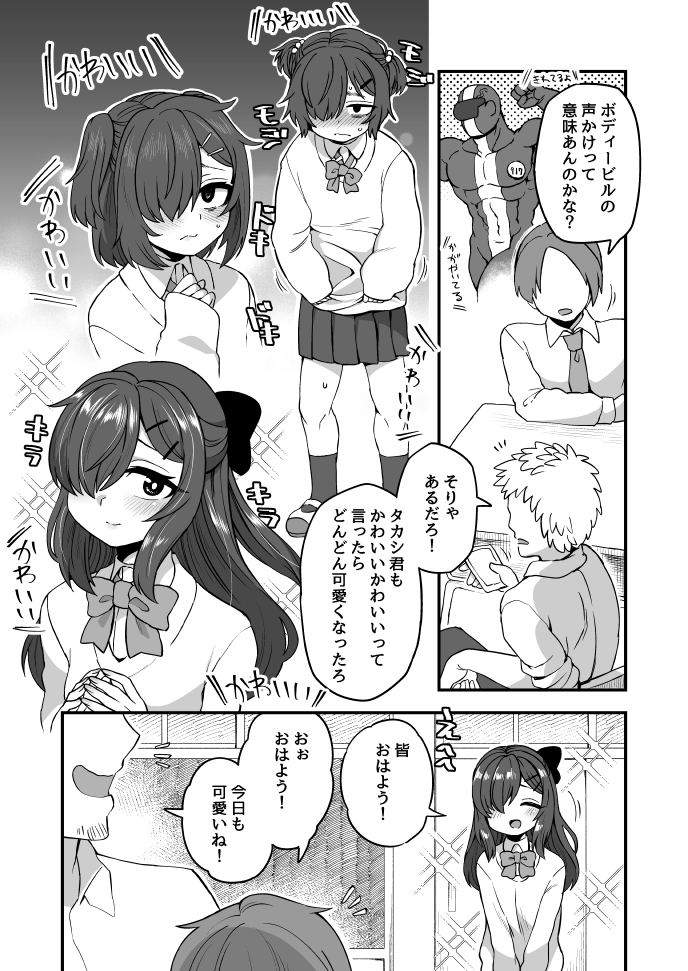 ボディービルの
声かけって
意味あんのかな？
きれてるよ
917
かがやいてる
そりゃ
あるだろ！
タカシ君も
かわいいかわいいって
言ったら
どんどん可愛くなったろ
かわいい
モジ
モジ
かわいい
かわいい
ドキ
ドキ
かわいい
キラ
キラ
かわいい
かわいい
えへへ
皆
おはよう！
おぉ
おはよう！
今日も
可愛いね！